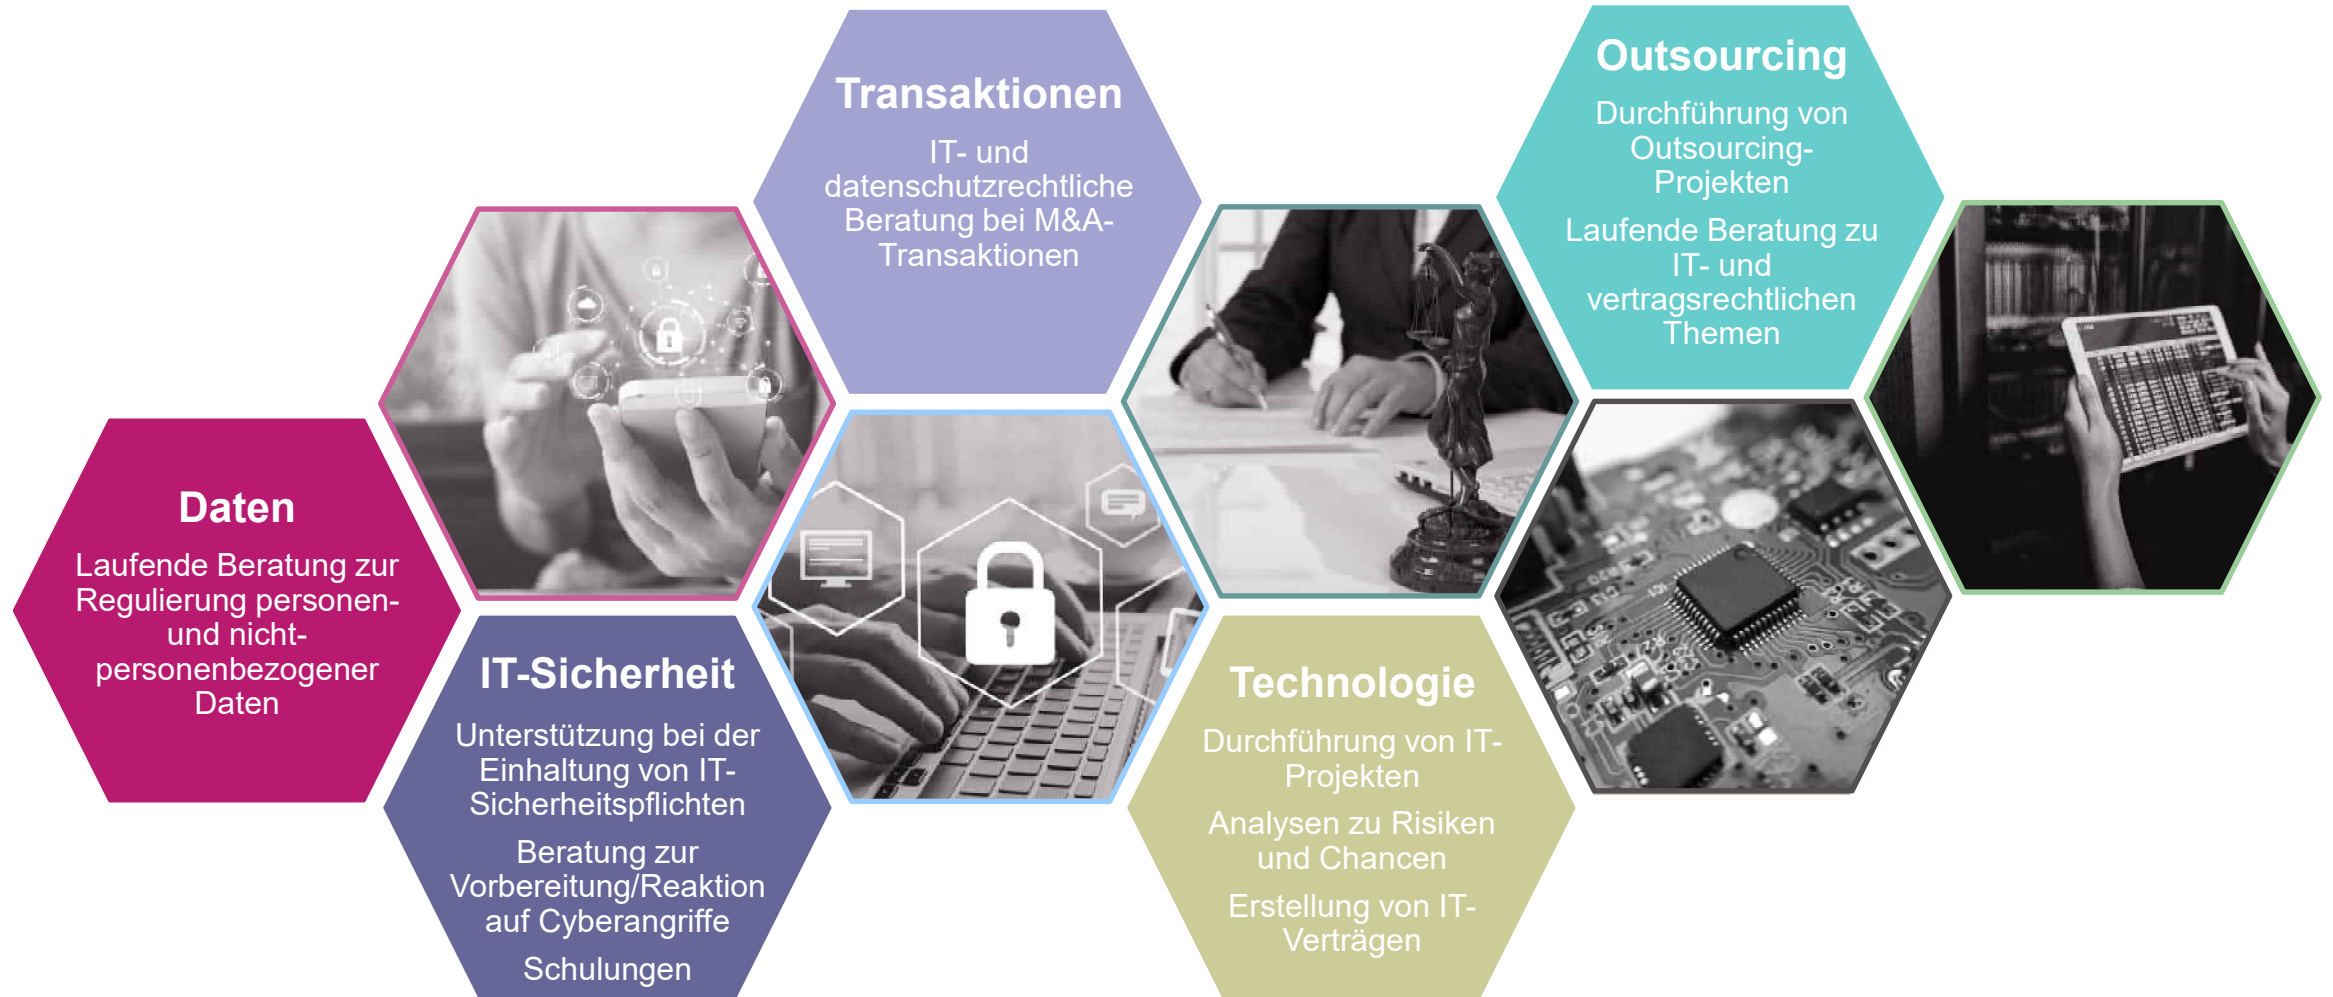 Daten
Laufende Beratung zur
Regulierung personen-
und nicht-
personenbezogener
Daten
IT-Sicherheit
Unterstützung bei der
Einhaltung von IT-
Sicherheitspflichten
Beratung zur
Vorbereitung/Reaktion
auf Cyberangriffe
Schulungen
Transaktionen
IT- und
datenschutzrechtliche
Beratung bei M&A-
Transaktionen
Technologie
Durchführung von IT-
Projekten
Analysen zu Risiken
und Chancen
Erstellung von IT-
Verträgen
Outsourcing
Durchführung von
Outsourcing-
Projekten
Laufende Beratung zu
IT- und
vertragsrechtlichen
Themen